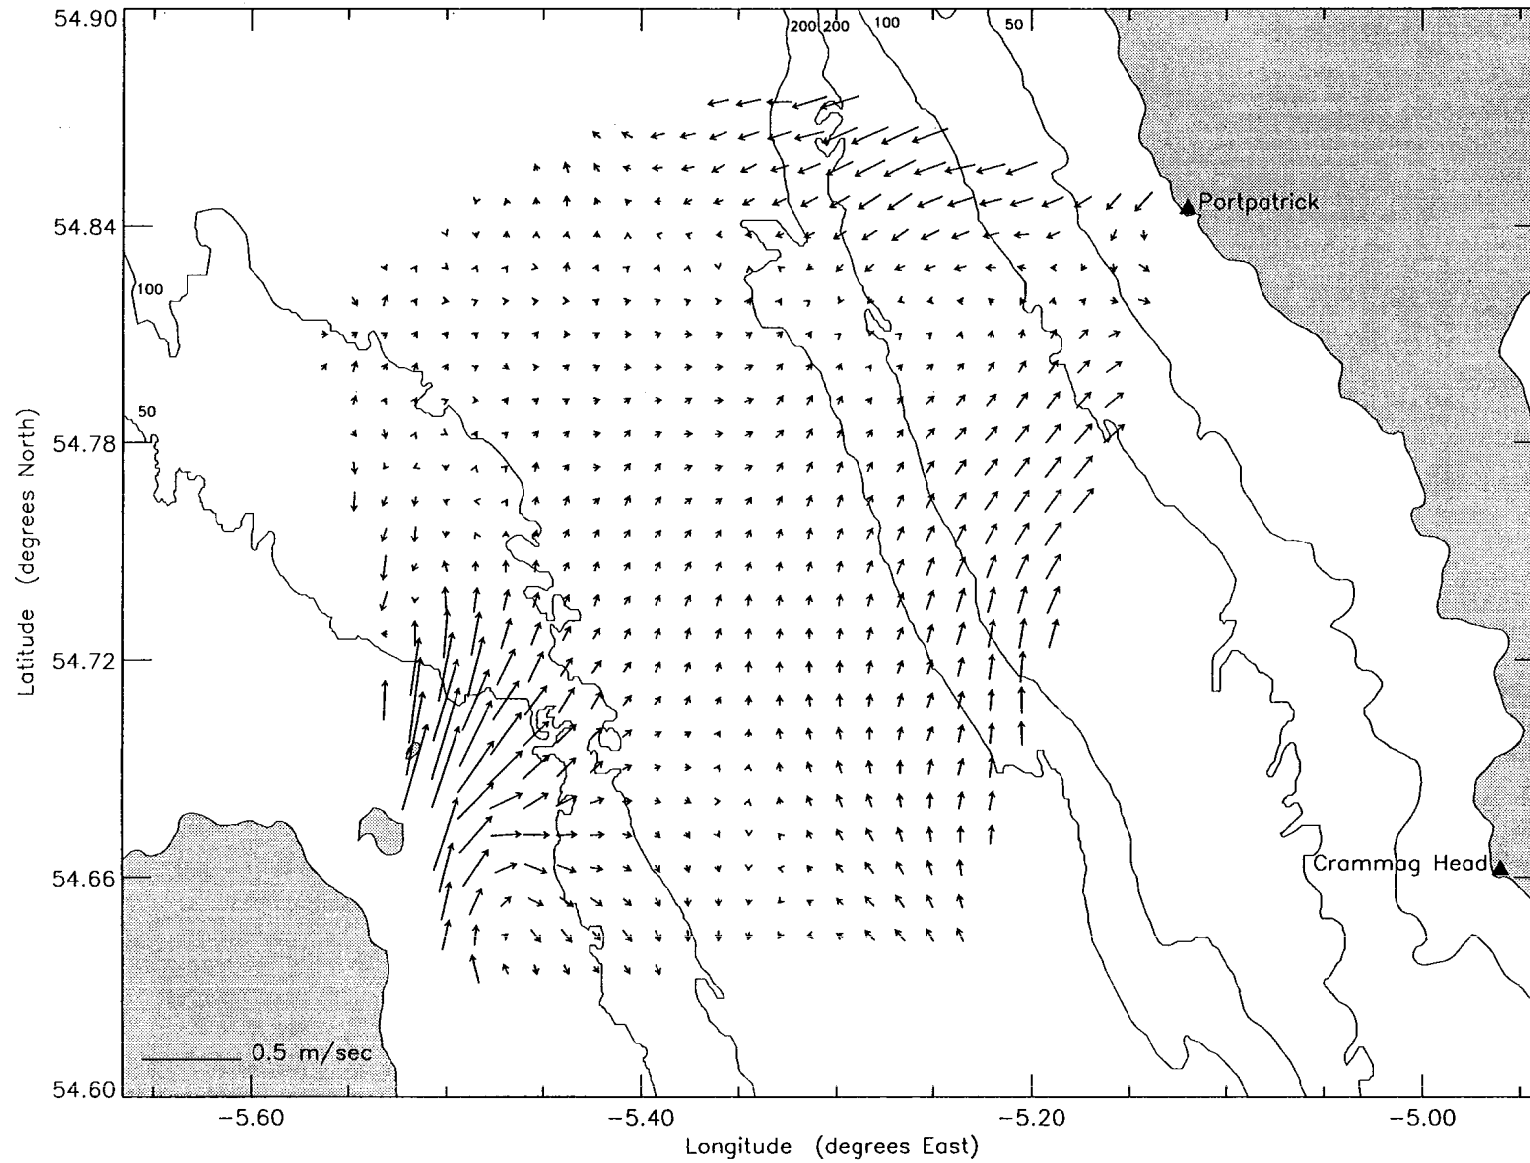 54.90
200 200 100 50
Portpatrick
54.84
100
50
54.78
Latitude (degrees North)
54.72
Crammag Head
54.66
0.5 m/sec
54.60
−5.60 −5.40 −5.20 −5.00
Longitude (degrees East)